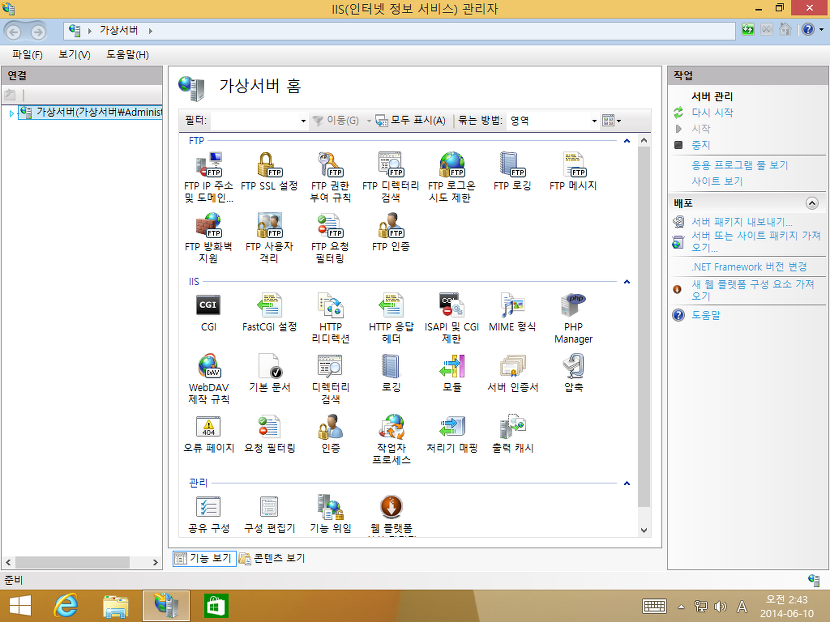 IIS(인터넷 정보 서비스) 관리자
가상서버
파일(F) 보기(V) 도움말(H)
연결
가상서버(가상서버\Administ
가상서버 홈
필터: 이동(G) 모두 표시(A) 묶는 방법: 영역
FTP
FTP IP 주소 및 도메인...
FTP SSL 설정
FTP 권한 부여 규칙
FTP 디렉터리 검색
FTP 로그온 시도 제한
FTP 로깅
FTP 메시지
FTP 방화벽 지원
FTP 사용자 격리
FTP 요청 필터링
FTP 인증
IIS
CGI
FastCGI 설정
HTTP 리디렉션
HTTP 응답 헤더
ISAPI 및 CGI 제한
MIME 형식
PHP Manager
WebDAV 제작 규칙
기본 문서
디렉터리 검색
로깅
모듈
서버 인증서
압축
오류 페이지
요청 필터링
인증
작업자 프로세스
처리기 매핑
출력 캐시
관리
공유 구성
구성 편집기
기능 위임
웹 플랫폼
기능 보기 콘텐츠 보기
작업
서버 관리
다시 시작
시작
중지
응용 프로그램 풀 보기
사이트 보기
배포
서버 패키지 내보내기...
서버 또는 사이트 패키지 가져
오기...
.NET Framework 버전 변경
새 웹 플랫폼 구성 요소 가져
오기
도움말
준비
A
오전 2:43
2014-06-10